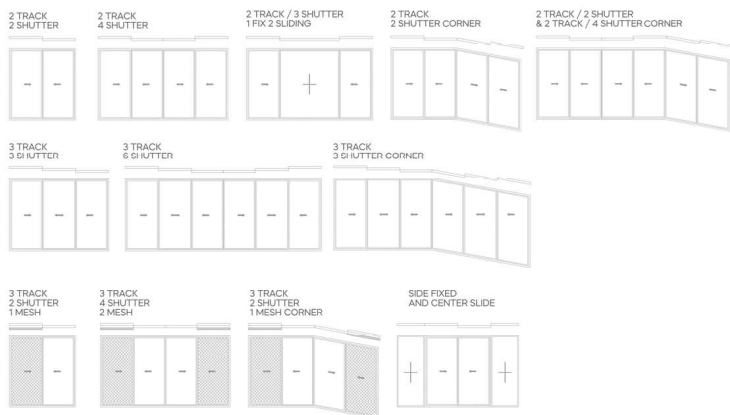 2 TRACK
2 SHUTTER
2 TRACK
4 SHUTTER
2 TRACK / 3 SHUTTER
1 FIX 2 SLIDING
2 TRACK
2 SHUTTER CORNER
2 TRACK / 2 SHUTTER
& 2 TRACK / 4 SHUTTER CORNER
3 TRACK
3 SHUTTER
3 TRACK
6 SHUTTER
3 TRACK
3 SHUTTER CORNER
3 TRACK
2 SHUTTER
1 MESH
3 TRACK
4 SHUTTER
2 MESH
3 TRACK
2 SHUTTER
1 MESH CORNER
SIDE FIXED
AND CENTER SLIDE